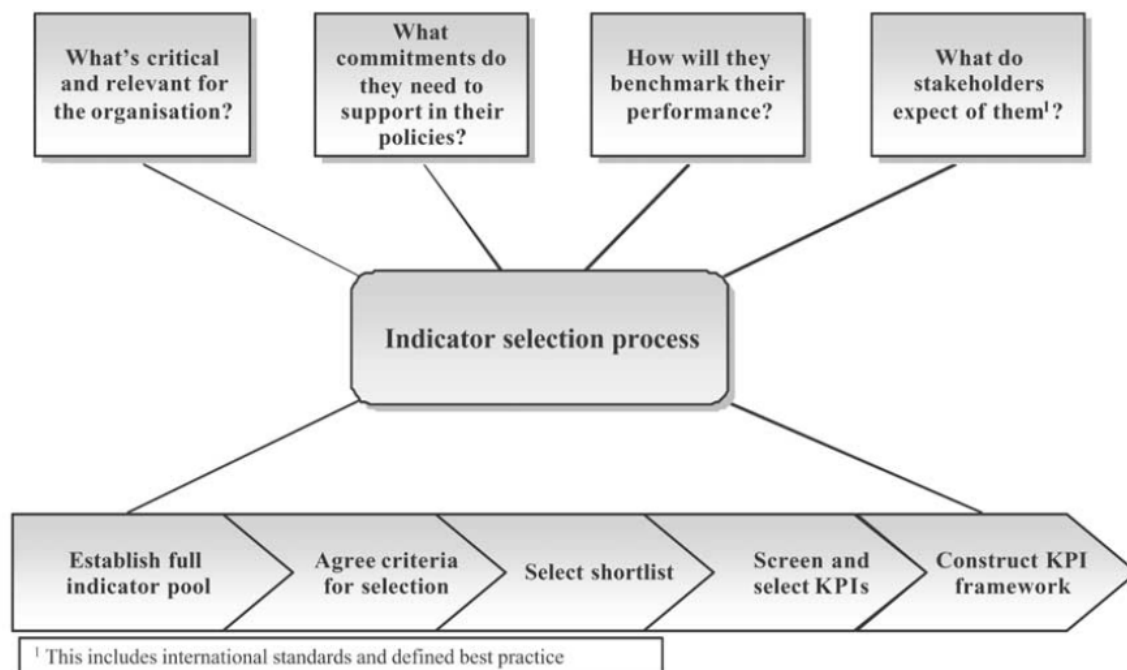 What's critical
and relevant for
the organisation?
What
commitments do
they need to
support in their
policies?
How will they
benchmark their
performance?
What do
stakeholders
expect of them¹?
Indicator selection process
Establish full
indicator pool
Agree criteria
for selection
Select shortlist
Screen and
select KPIs
Construct KPI
framework
¹ This includes international standards and defined best practice